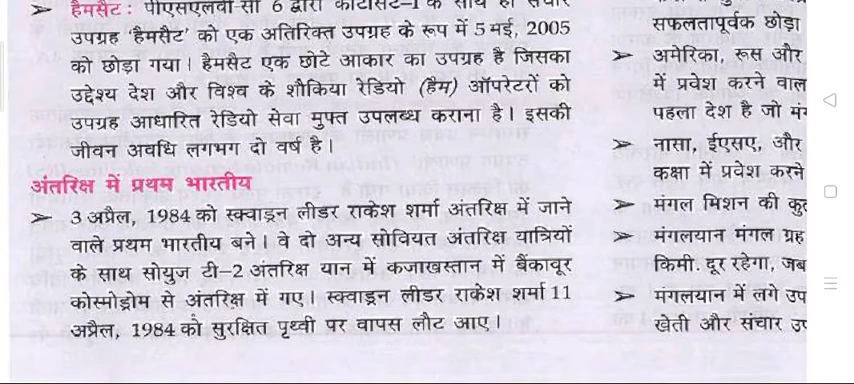 ➢ हैमसैट : पीएसएलवी सी 6 द्वारा कार्टोसैट–1 के साथ ही संचार
उपग्रह 'हैमसैट' को एक अतिरिक्त उपग्रह के रूप में 5 मई, 2005
को छोड़ा गया। हैमसैट एक छोटे आकार का उपग्रह है जिसका
उद्देश्य देश और विश्व के शौकिया रेडियो (हैम) ऑपरेटरों को
उपग्रह आधारित रेडियो सेवा मुफ्त उपलब्ध कराना है। इसकी
जीवन अवधि लगभग दो वर्ष है।
अंतरिक्ष में प्रथम भारतीय
➢ 3 अप्रैल, 1984 को स्क्वाड्रन लीडर राकेश शर्मा अंतरिक्ष में जाने
वाले प्रथम भारतीय बने। वे दो अन्य सोवियत अंतरिक्ष यात्रियों
के साथ सोयुज टी–2 अंतरिक्ष यान में कज़ाखस्तान में बैंकावूर
कोस्मोड्रोम से अंतरिक्ष में गए। स्क्वाड्रन लीडर राकेश शर्मा 11
अप्रैल, 1984 को सुरक्षित पृथ्वी पर वापस लौट आए।
सफलतापूर्वक छोड़ा
➢ अमेरिका, रूस और
में प्रवेश करने वाल
पहला देश है जो मंग
➢ नासा, ईएसए, और
कक्षा में प्रवेश करने
➢ मंगल मिशन की कु
➢ मंगलयान मंगल ग्रह
किमी. दूर रहेगा, जब
➢ मंगलयान में लगे उप
खेती और संचार उप